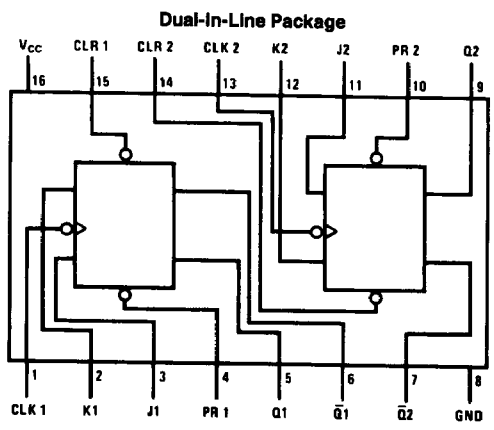 Dual-In-Line Package
VCC CLR 1 CLR 2 CLK 2 K2 J2 PR 2 Q2
16 15 14 13 12 11 10 9
1 2 3 4 5 6 7 8
CLK 1 K1 J1 PR 1 Q1 Q̅1 Q̅2 GND